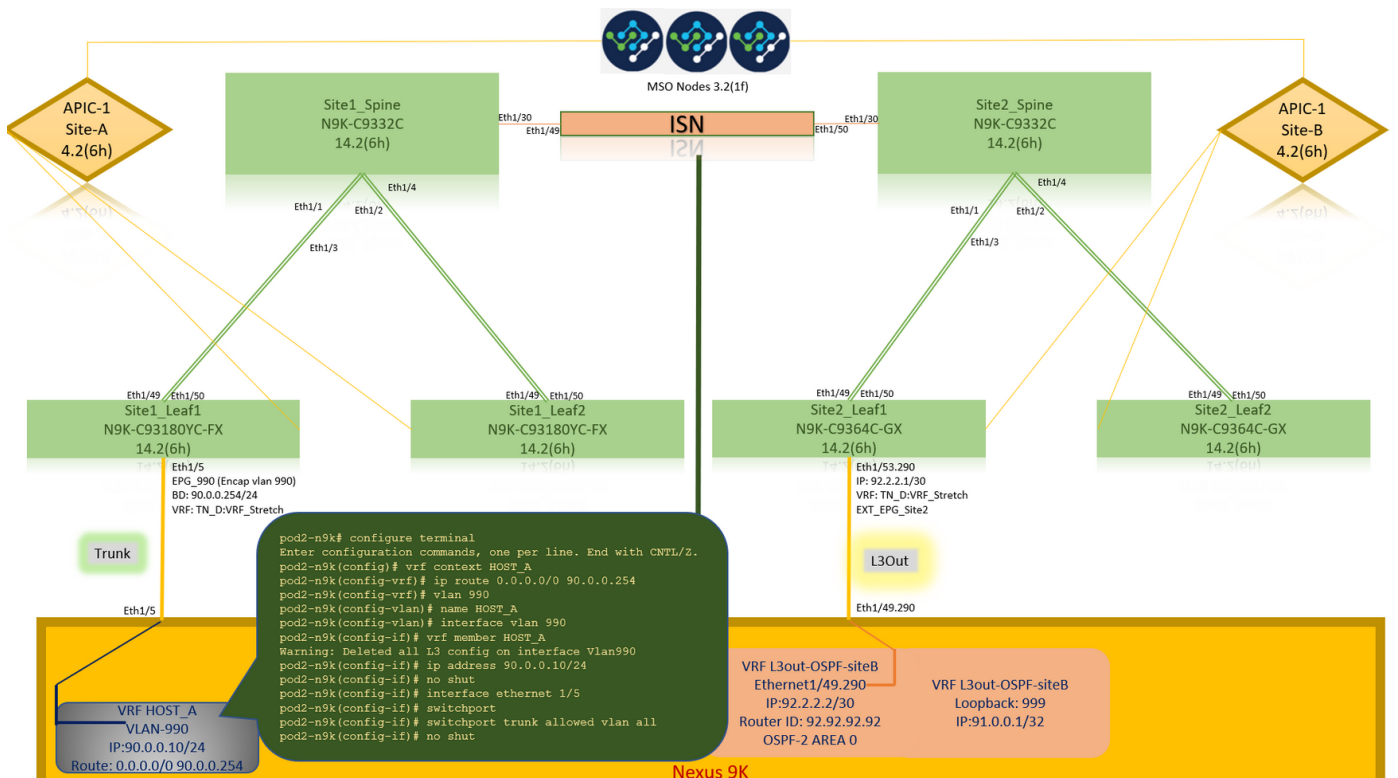 MSO Nodes 3.2(1f)
APIC-1
Site-A
4.2(6h)
Site1_Spine
N9K-C9332C
14.2(6h)
Eth1/30
Eth1/49
ISN
Eth1/50
Eth1/30
Site2_Spine
N9K-C9332C
14.2(6h)
APIC-1
Site-B
4.2(6h)
Eth1/4
Eth1/1
Eth1/2
Eth1/3
Eth1/4
Eth1/1
Eth1/2
Eth1/3
Eth1/49 Eth1/50
Site1_Leaf1
N9K-C93180YC-FX
14.2(6h)
Eth1/49 Eth1/50
Site1_Leaf2
N9K-C93180YC-FX
14.2(6h)
Eth1/49 Eth1/50
Site2_Leaf1
N9K-C9364C-GX
14.2(6h)
Eth1/49 Eth1/50
Site2_Leaf2
N9K-C9364C-GX
14.2(6h)
Eth1/5
EPG_990 (Encap vlan 990)
BD: 90.0.0.254/24
VRF: TN_D:VRF_Stretch
Eth1/53.290
IP: 92.2.2.1/30
VRF: TN_D:VRF_Stretch
EXT_EPG_Site2
Trunk
L3Out
Eth1/5
Eth1/49.290
pod2-n9k# configure terminal
Enter configuration commands, one per line. End with CNTL/Z.
pod2-n9k(config)# vrf context HOST_A
pod2-n9k(config-vrf)# ip route 0.0.0.0/0 90.0.0.254
pod2-n9k(config-vrf)# vlan 990
pod2-n9k(config-vlan)# name HOST_A
pod2-n9k(config-vlan)# interface vlan 990
pod2-n9k(config-if)# vrf member HOST_A
Warning: Deleted all L3 config on interface Vlan990
pod2-n9k(config-if)# ip address 90.0.0.10/24
pod2-n9k(config-if)# no shut
pod2-n9k(config-if)# interface ethernet 1/5
pod2-n9k(config-if)# switchport
pod2-n9k(config-if)# switchport trunk allowed vlan all
pod2-n9k(config-if)# no shut
VRF HOST_A
VLAN-990
IP:90.0.0.10/24
Route: 0.0.0.0/0 90.0.0.254
VRF L3out-OSPF-siteB
Ethernet1/49.290
IP:92.2.2.2/30
Router ID: 92.92.92.92
OSPF-2 AREA 0
VRF L3out-OSPF-siteB
Loopback: 999
IP:91.0.0.1/32
Nexus 9K